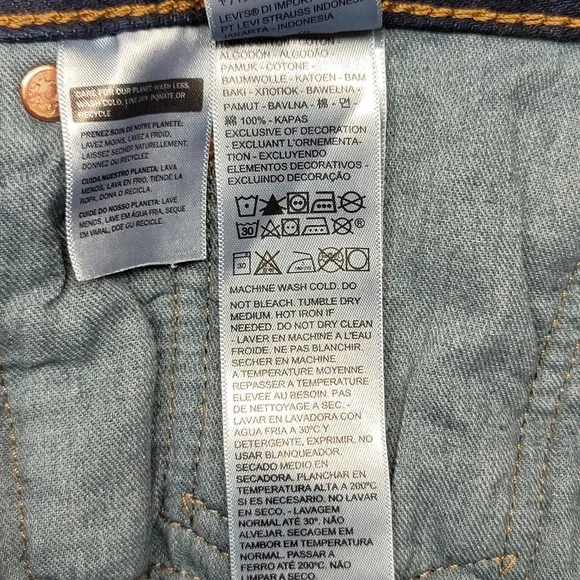 LEVI'S® DI IMPOR
PT LEVI STRAUSS INDONESI
JAKARTA - INDONESIA
ALGODÓN - ALGODÃO -
PAMUK - COTONE -
BAUMWOLLE - KATOEN - BAM
BAKI - ХЛОПОК - BAWEŁNA -
PAMUT - BAVLNA - 棉 - 면 -
綿 100% - KAPAS
EXCLUSIVE OF DECORATION
- EXCLUANT L'ORNEMENTA-
TION - EXCLUYENDO
ELEMENTOS DECORATIVOS -
EXCLUINDO DECORAÇÃO
30
®
30
MACHINE WASH COLD. DO
NOT BLEACH. TUMBLE DRY
MEDIUM. HOT IRON IF
NEEDED. DO NOT DRY CLEAN
- LAVER EN MACHINE A L'EAU
FROIDE. NE PAS BLANCHIR.
SECHER EN MACHINE
A TEMPERATURE MOYENNE
REPASSER A TEMPERATURE
ELEVEE AU BESOIN. PAS
DE NETTOYAGE A SEC. -
LAVAR EN LAVADORA CON
AGUA FRIA A 30°C Y
DETERGENTE, EXPRIMIR. NO
USAR BLANQUEADOR.
SECADO MEDIO EN
SECADORA. PLANCHAR EN
TEMPERATURA ALTA A 200°C
SI ES NECESARIO. NO LAVAR
EN SECO. - LAVAGEM
NORMAL ATÉ 30°. NÃO
ALVEJAR. SECAGEM EM
TAMBOR EM TEMPERATURA
NORMAL. PASSAR A
FERRO ATÉ 200°C. NÃO
LIMPAR A SECO
CARE FOR OUR PLANET: WASH LESS,
WASH COLD, LINE DRY, DONATE OR
RECYCLE
PRENEZ SOIN DE NOTRE PLANETE:
LAVEZ MOINS, LAVEZ A FROID,
LAISSEZ SECHER NATURELLEMENT,
DONNEZ OU RECYCLEZ
CUIDA NUESTRO PLANETA: LAVA
MENOS, LAVA EN FRIO, TIENDE LA
ROPA, DONA O RECICLA.
CUIDE DO NOSSO PLANETA: LAVE
MENOS, LAVE EM ÁGUA FRIA, SEQUE
EM VARAL, DOE OU RECICLE.